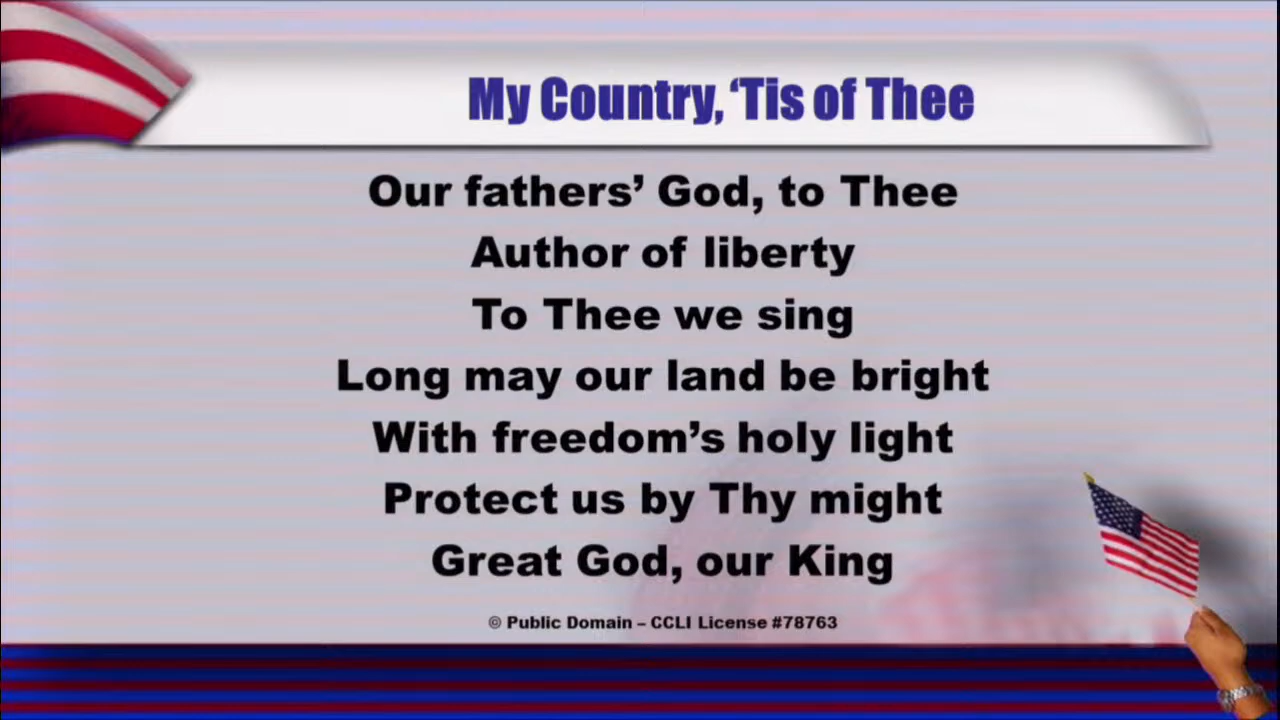 My Country, ‘Tis of Thee
Our fathers’ God, to Thee
Author of liberty
To Thee we sing
Long may our land be bright
With freedom’s holy light
Protect us by Thy might
Great God, our King
© Public Domain – CCLI License #78763